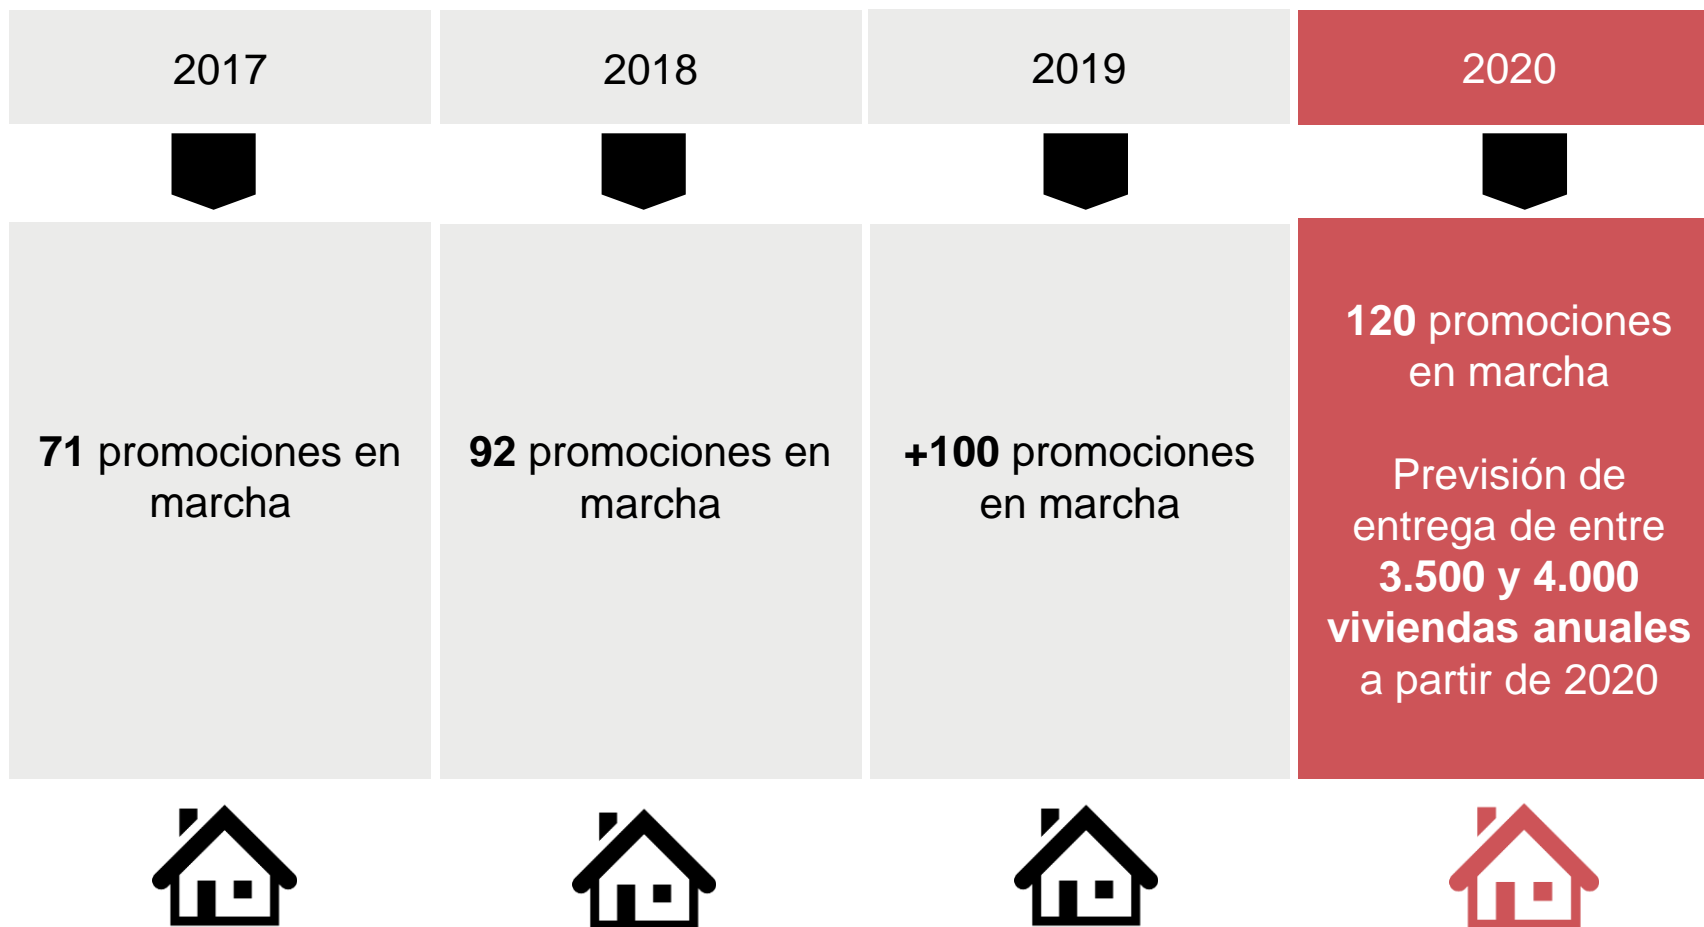 2017
2018
2019
2020
71 promociones en
marcha
92 promociones en
marcha
+100 promociones
en marcha
120 promociones
en marcha
Previsión de
entrega de entre
3.500 y 4.000
viviendas anuales
a partir de 2020